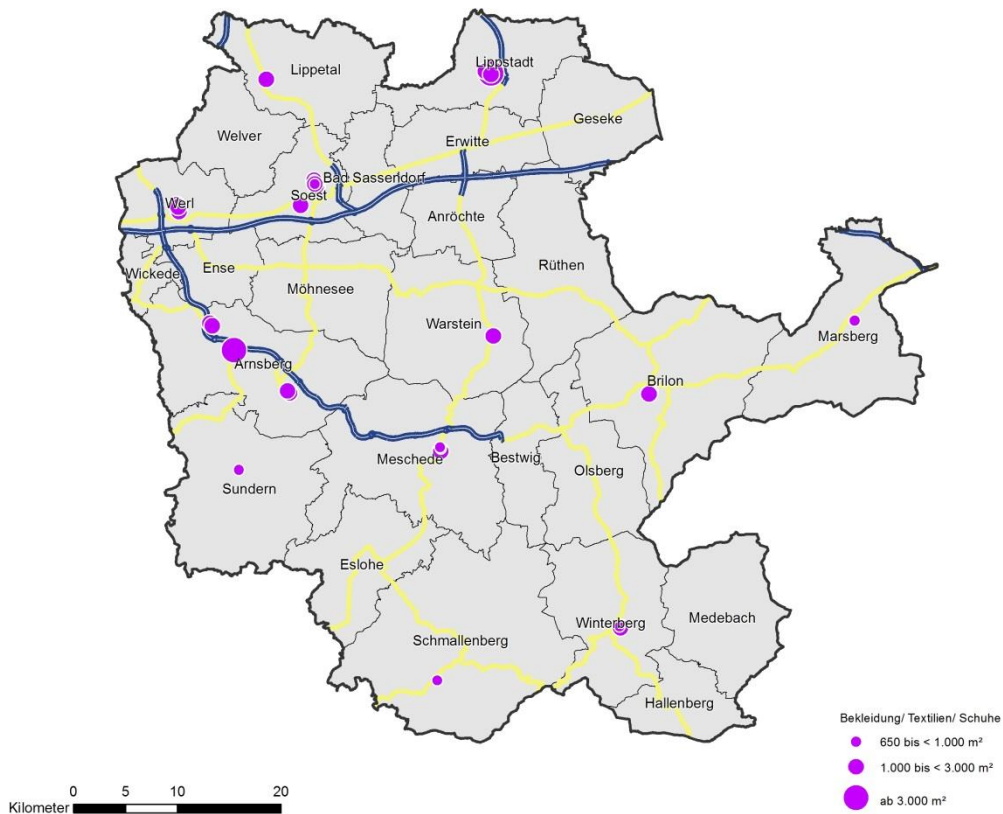 Lippetal
Lippstadt
Geseke
Welver
Erwitte
Bad Sassendorf
Soest
Werl
Anröchte
Rüthen
Wickede
Ense
Möhnesee
Warstein
Marsberg
Arnsberg
Brilon
Meschede
Bestwig
Olsberg
Sundern
Eslohe
Schmallenberg
Winterberg
Medebach
Hallenberg
Bekleidung/ Textilien/ Schuhe
650 bis < 1.000 m²
1.000 bis < 3.000 m²
ab 3.000 m²
0 5 10 20
Kilometer